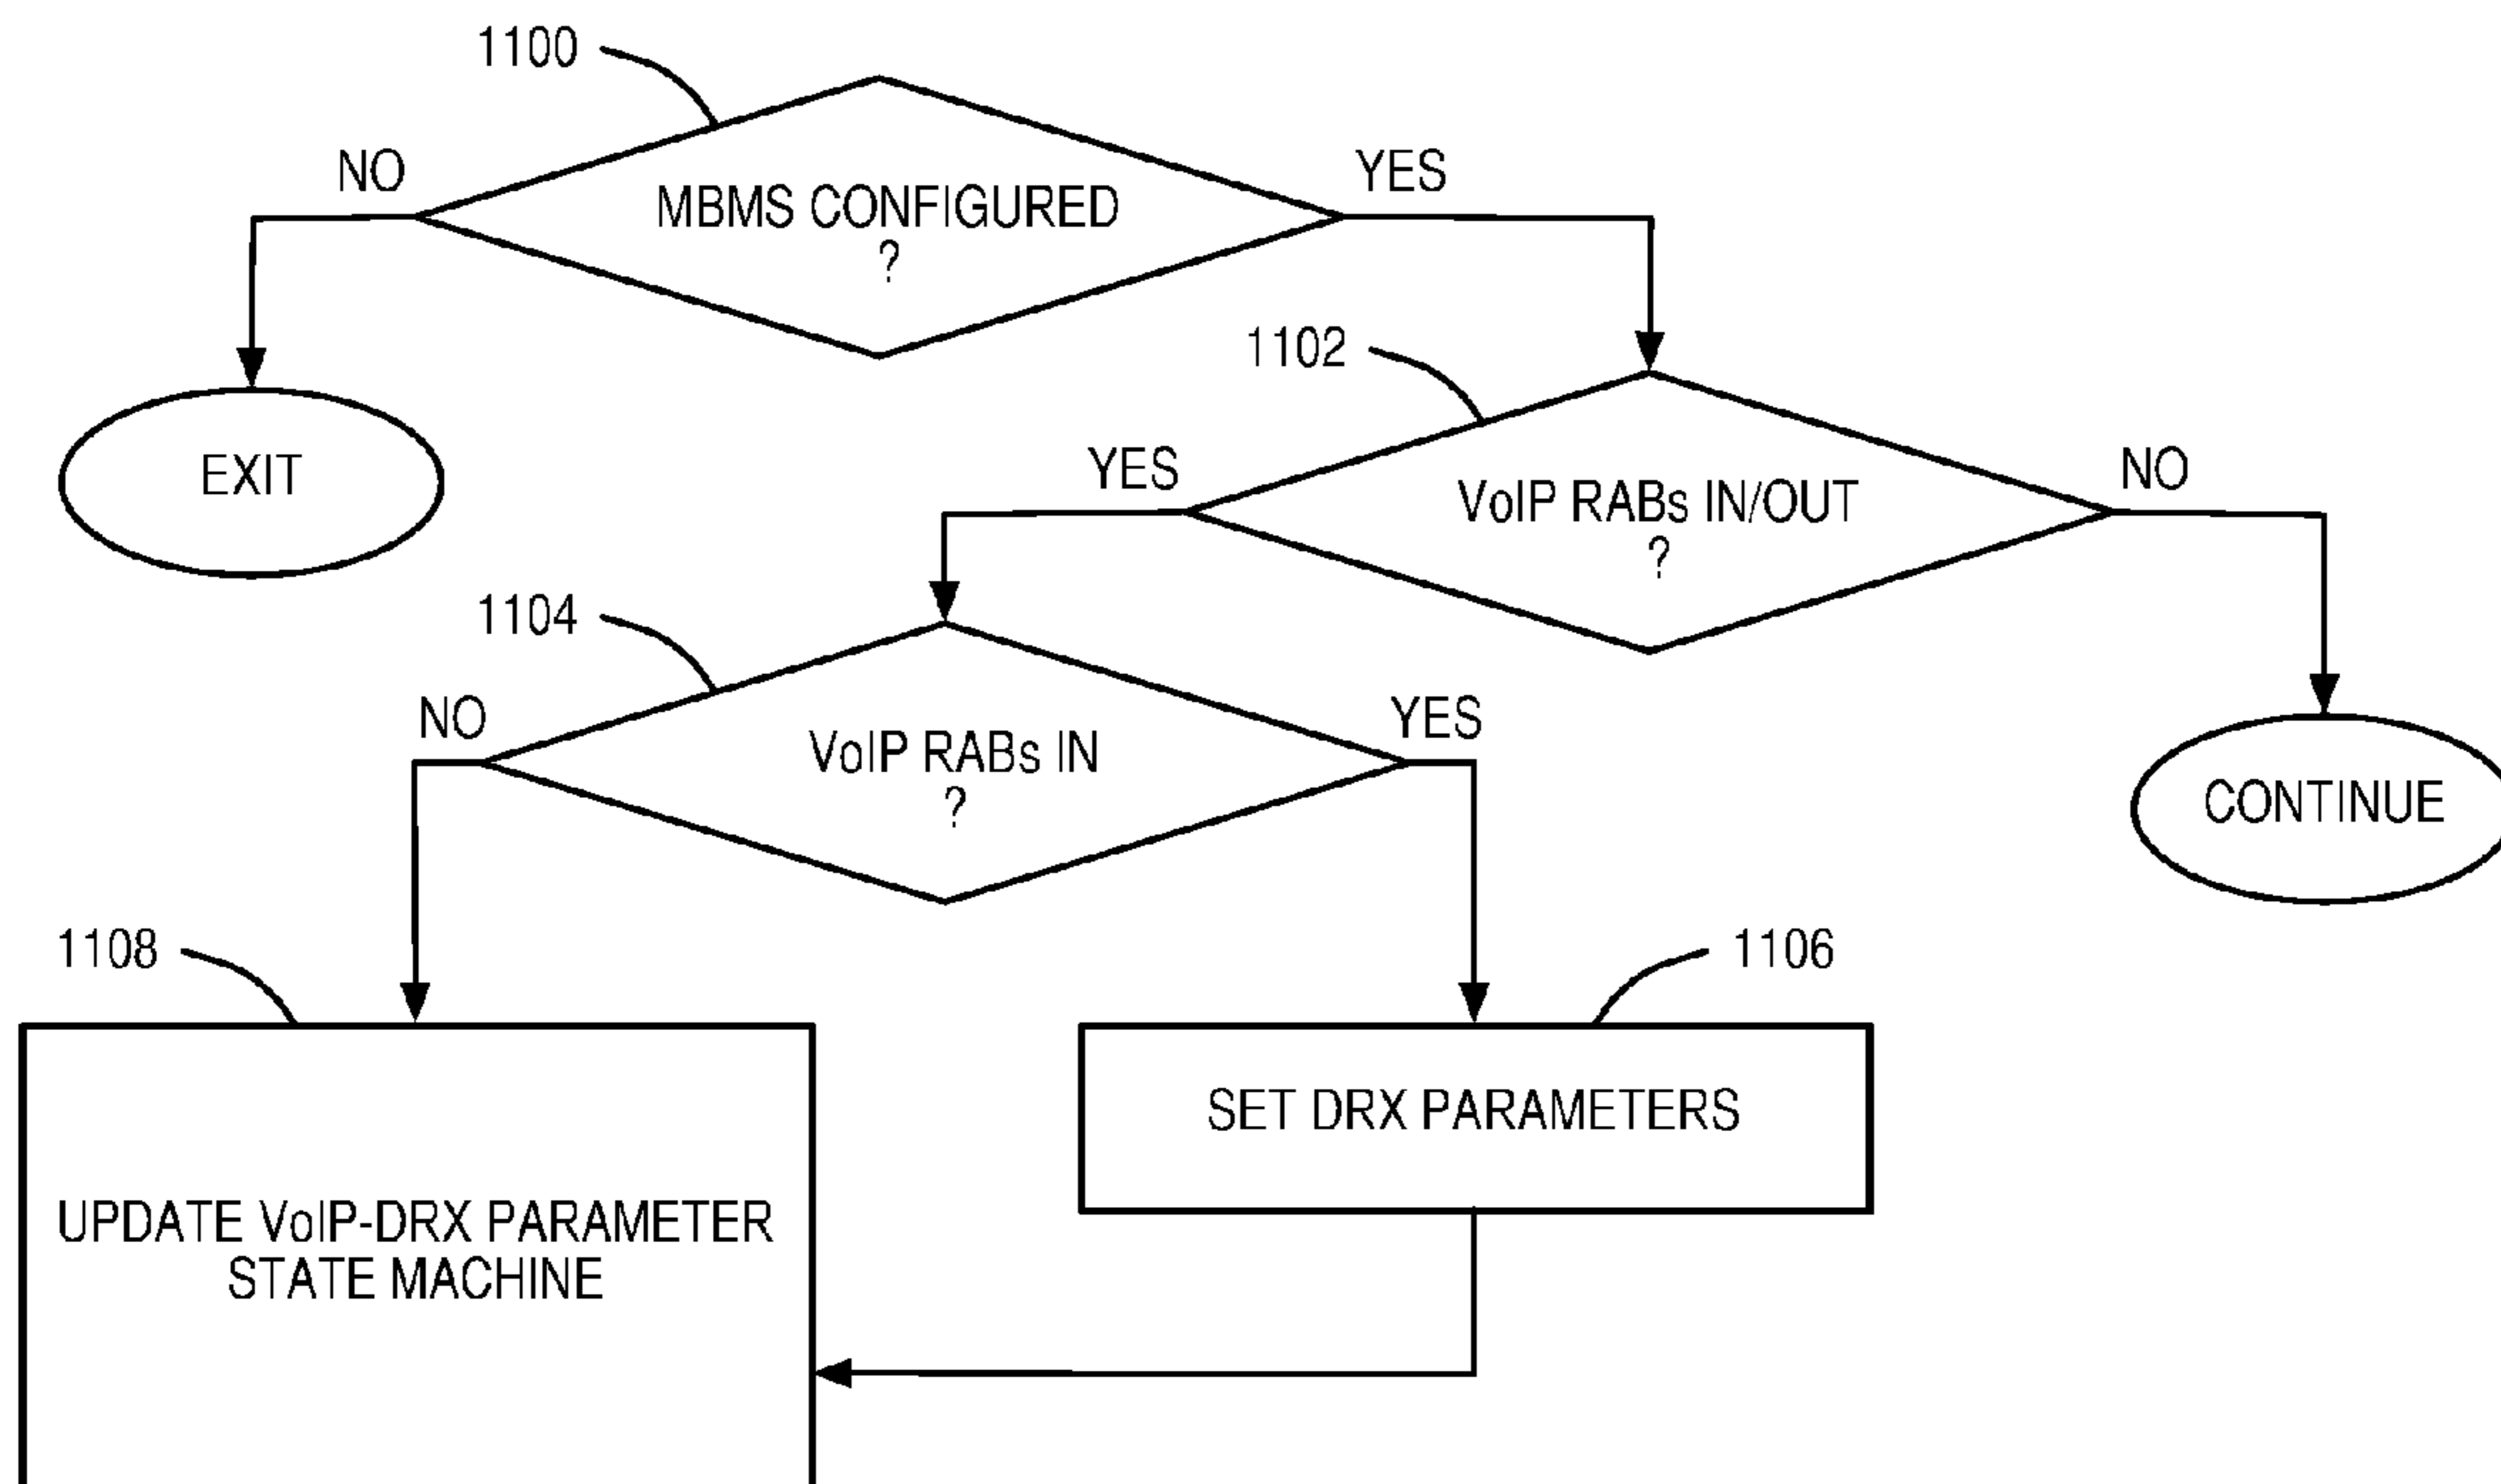 1100
NO
YES
MBMS CONFIGURED
?
1102
EXIT
YES
NO
VoIP RABs IN/OUT
?
1104
NO
YES
VoIP RABs IN
?
CONTINUE
1108
1106
SET DRX PARAMETERS
UPDATE VoIP-DRX PARAMETER
STATE MACHINE